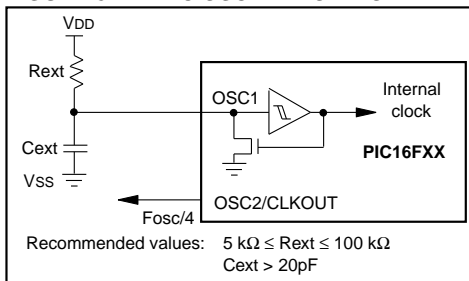 VDD
Rext
OSC1
Internal
clock
Cext
PIC16FXX
VSS
OSC2/CLKOUT
Fosc/4
Recommended values: 5 kΩ ≤ Rext ≤ 100 kΩ
Cext > 20pF